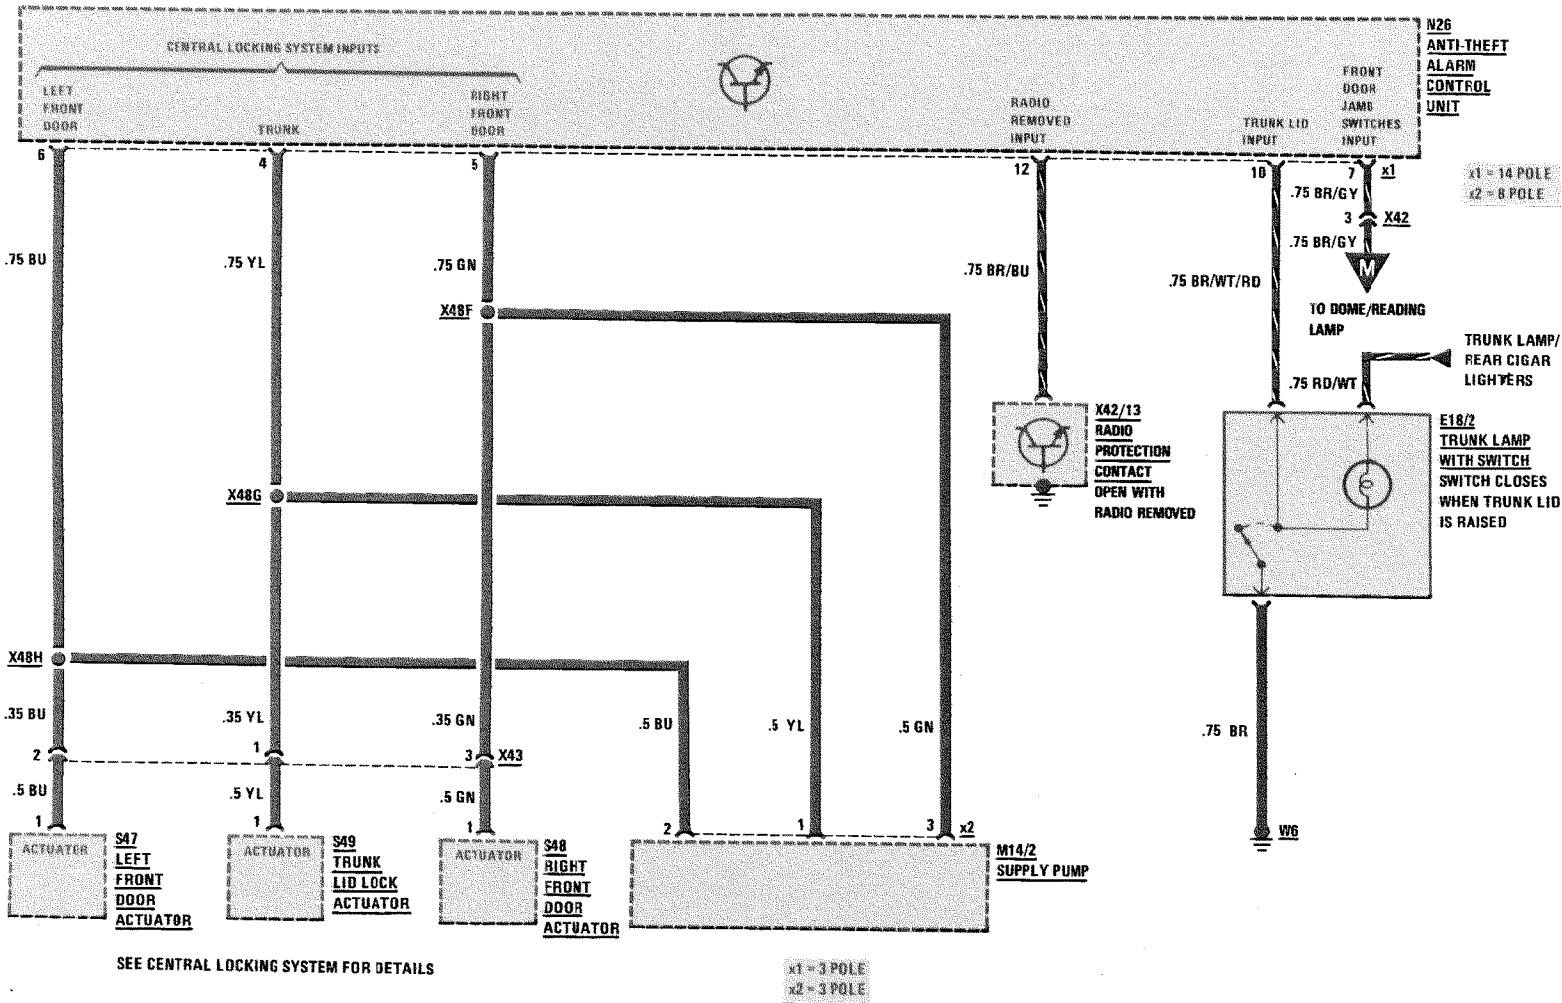 N26
ANTI-THEFT
ALARM
CONTROL
UNIT
CENTRAL LOCKING SYSTEM INPUTS
LEFT
FRONT
DOOR
TRUNK
RIGHT
FRONT
DOOR
RADIO
REMOVED
INPUT
TRUNK LID
INPUT
FRONT
DOOR
JAMB
SWITCHES
INPUT
6
4
5
12
10
7
x1
x1 = 14 POLE
x2 = 8 POLE
.75 BR/GY
3
X42
.75 BR/GY
M
TO DOME/READING
LAMP
.75 BU
.75 YL
.75 GN
.75 BR/BU
.75 BR/WT/RD
X48F
TRUNK LAMP/
REAR CIGAR
LIGHTERS
.75 RD/WT
X42/13
RADIO
PROTECTION
CONTACT
OPEN WITH
RADIO REMOVED
E18/2
TRUNK LAMP
WITH SWITCH
SWITCH CLOSES
WHEN TRUNK LID
IS RAISED
X48G
X48H
.35 BU
.35 YL
.35 GN
.5 BU
.5 YL
.5 GN
.75 BR
2
1
3
X43
.5 BU
.5 YL
.5 GN
1
1
1
2
1
3
x2
W6
ACTUATER
S47
LEFT
FRONT
DOOR
ACTUATOR
ACTUATOR
S49
TRUNK
LID LOCK
ACTUATOR
ACTUATOR
S48
RIGHT
FRONT
DOOR
ACTUATOR
M14/2
SUPPLY PUMP
SEE CENTRAL LOCKING SYSTEM FOR DETAILS
x1 = 3 POLE
x2 = 3 POLE